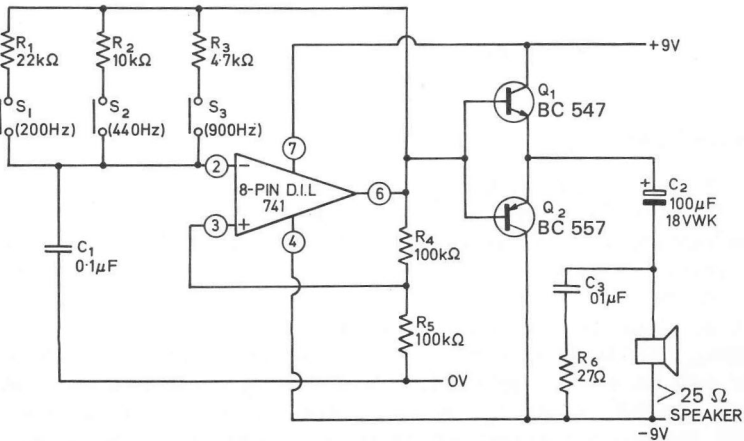 R1
22kΩ
R2
10kΩ
R3
4.7kΩ
+9V
S1
(200Hz)
S2
(440Hz)
S3
(900Hz)
Q1
BC 547
7
2
−
8-PIN D.I.L
741
6
3
+
4
+
C2
100μF
18VWK
Q2
BC 557
C1
0·1μF
R4
100kΩ
C3
·01μF
R5
100kΩ
R6
27Ω
0V
>25 Ω
SPEAKER
−9V